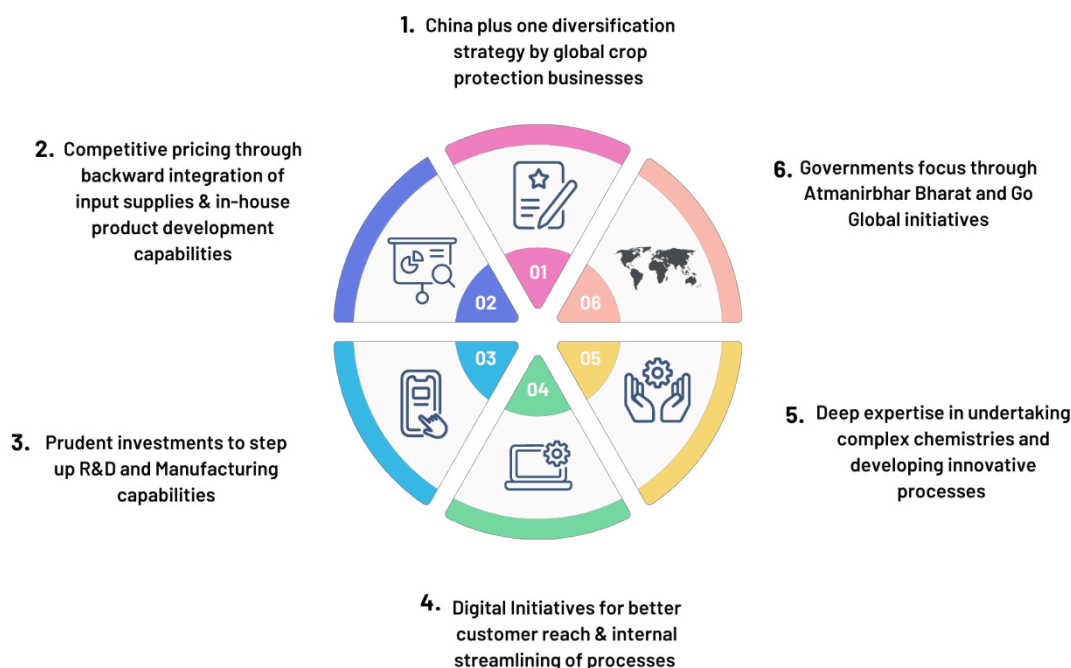 1. China plus one diversification
strategy by global crop
protection businesses
2. Competitive pricing through
backward integration of
input supplies & in-house
product development
capabilities
3. Prudent investments to step
up R&D and Manufacturing
capabilities
4. Digital Initiatives for better
customer reach & internal
streamlining of processes
5. Deep expertise in undertaking
complex chemistries and
developing innovative
processes
6. Governments focus through
Atmanirbhar Bharat and Go
Global initiatives
01
02
03
04
05
06